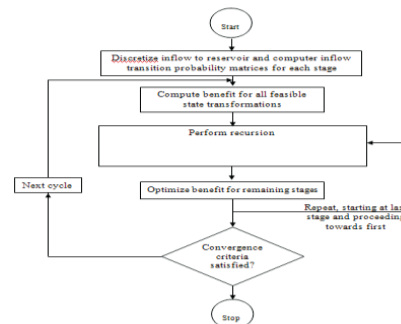 Start
Discretize inflow to reservoir and computer inflow
transition probability matrices for each stage
Compute benefit for all feasible
state transformations
Perform recursion
Next cycle
Optimize benefit for remaining stages
Repeat, starting at las
stage and proceeding
towards first
Convergence
criteria
satisfied?
Stop